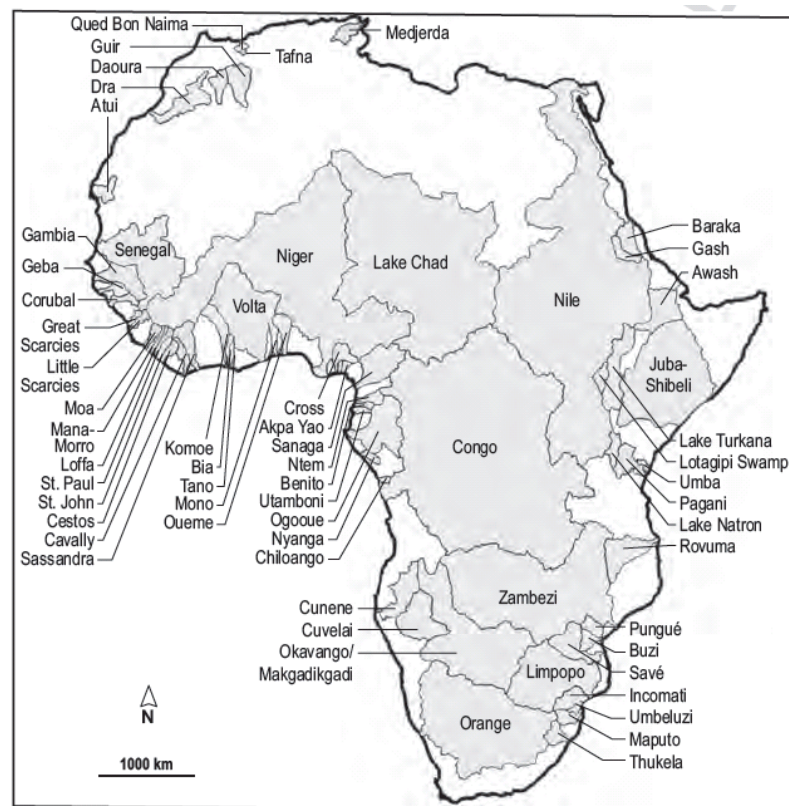 Qued Bon Naima
Guir
Daoura
Dra
Atui
Tafna
Medjerda
Gambia
Geba
Corubal
Great
Scarcies
Little
Scarcies
Moa
Mana-
Morro
Loffa
St. Paul
St. John
Cestos
Cavally
Sassandra
Senegal
Niger
Volta
Lake Chad
Nile
Baraka
Gash
Awash
Juba-
Shibeli
Komoe
Bia
Tano
Mono
Oueme
Cross
Akpa Yao
Sanaga
Ntem
Benito
Utamboni
Ogooue
Nyanga
Chiloango
Congo
Lake Turkana
Lotagipi Swamp
Umba
Pagani
Lake Natron
Rovuma
Cunene
Cuvelai
Okavango/
Makgadikgadi
Zambezi
Limpopo
Orange
Pungué
Buzi
Savé
Incomati
Umbeluzi
Maputo
Thukela
N
1000 km